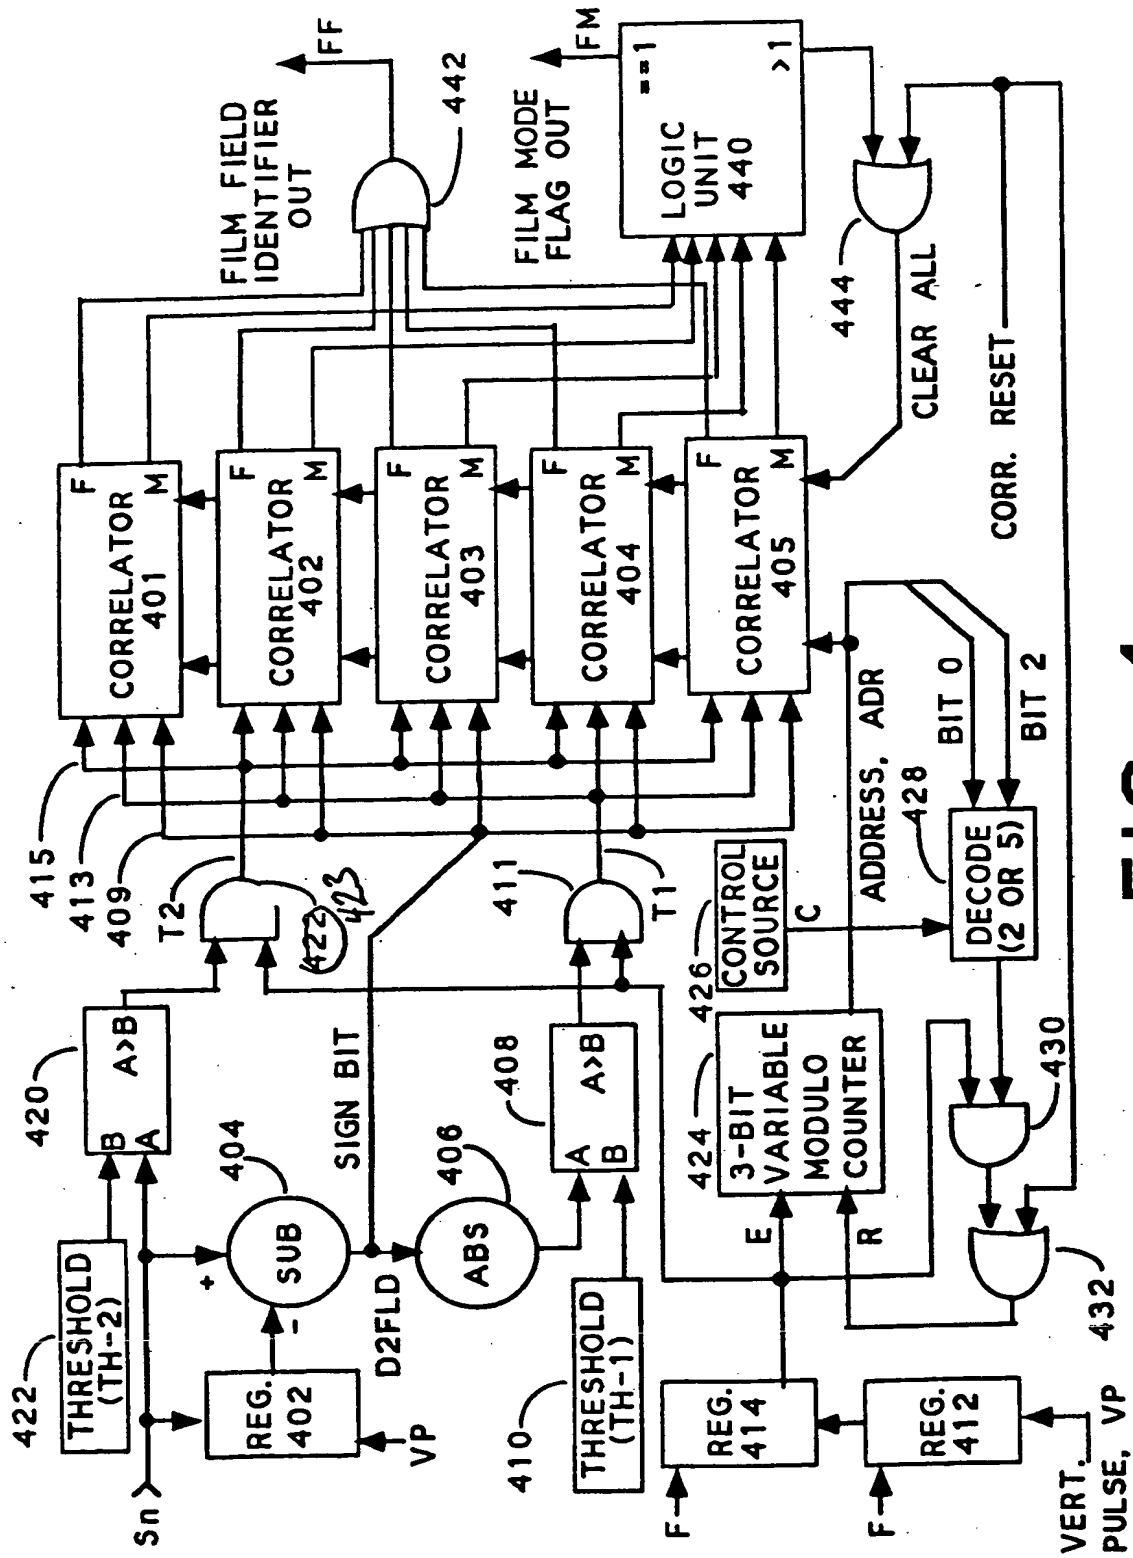 Sn
422
THRESHOLD
(TH-2)
420
B
A
A>B
REG.
402
VP
+
-
SUB
404
D2FLD
SIGN BIT
ABS
406
410
THRESHOLD
(TH-1)
408
A
B
A>B
T2
422
423
411
T1
415
413
409
CORRELATOR
401
F
M
CORRELATOR
402
F
M
CORRELATOR
403
F
M
CORRELATOR
404
F
M
CORRELATOR
405
F
M
FILM FIELD
IDENTIFIER
OUT
FF
442
FILM MODE
FLAG OUT
FM
LOGIC
UNIT
440
==1
>1
444
CLEAR ALL
CORR. RESET
F
REG.
414
F
REG.
412
VERT.
PULSE, VP
E
R
424
3-BIT
VARIABLE
MODULO
COUNTER
426
CONTROL
SOURCE
C
ADDRESS, ADR
428
DECODE
(2 OR 5)
BIT 0
BIT 2
430
432